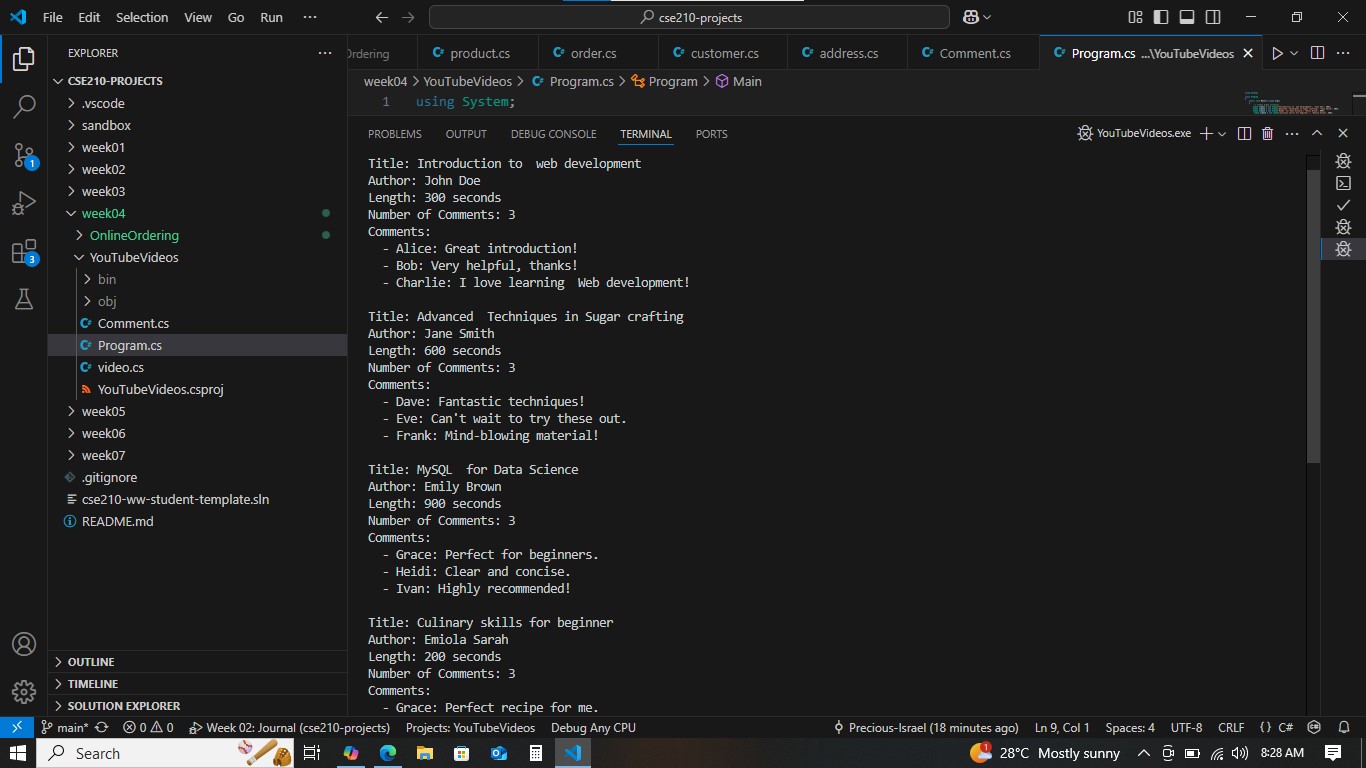 File Edit Selection View Go Run ··· cse210-projects
EXPLORER ···
CSE210-PROJECTS
.vscode
sandbox
week01
week02
week03
week04
OnlineOrdering
YouTubeVideos
bin
obj
Comment.cs
Program.cs
video.cs
YouTubeVideos.csproj
week05
week06
week07
.gitignore
cse210-ww-student-template.sln
README.md
OUTLINE
TIMELINE
SOLUTION EXPLORER
1
3
rdering product.cs order.cs customer.cs address.cs Comment.cs Program.cs ...\YouTubeVideos
week04 > YouTubeVideos > Program.cs > Program > Main
1 using System;
PROBLEMS OUTPUT DEBUG CONSOLE TERMINAL PORTS YouTubeVideos.exe
Title: Introduction to  web development
Author: John Doe
Length: 300 seconds
Number of Comments: 3
Comments:
- Alice: Great introduction!
- Bob: Very helpful, thanks!
- Charlie: I love learning  Web development!
Title: Advanced  Techniques in Sugar crafting
Author: Jane Smith
Length: 600 seconds
Number of Comments: 3
Comments:
- Dave: Fantastic techniques!
- Eve: Can't wait to try these out.
- Frank: Mind-blowing material!
Title: MySQL  for Data Science
Author: Emily Brown
Length: 900 seconds
Number of Comments: 3
Comments:
- Grace: Perfect for beginners.
- Heidi: Clear and concise.
- Ivan: Highly recommended!
Title: Culinary skills for beginner
Author: Emiola Sarah
Length: 200 seconds
Number of Comments: 3
Comments:
- Grace: Perfect recipe for me.
main* 0 0 Week 02: Journal (cse210-projects) Projects: YouTubeVideos Debug Any CPU Precious-Israel (18 minutes ago) Ln 9, Col 1 Spaces: 4 UTF-8 CRLF {} C#
Search 1 28°C Mostly sunny 8:28 AM